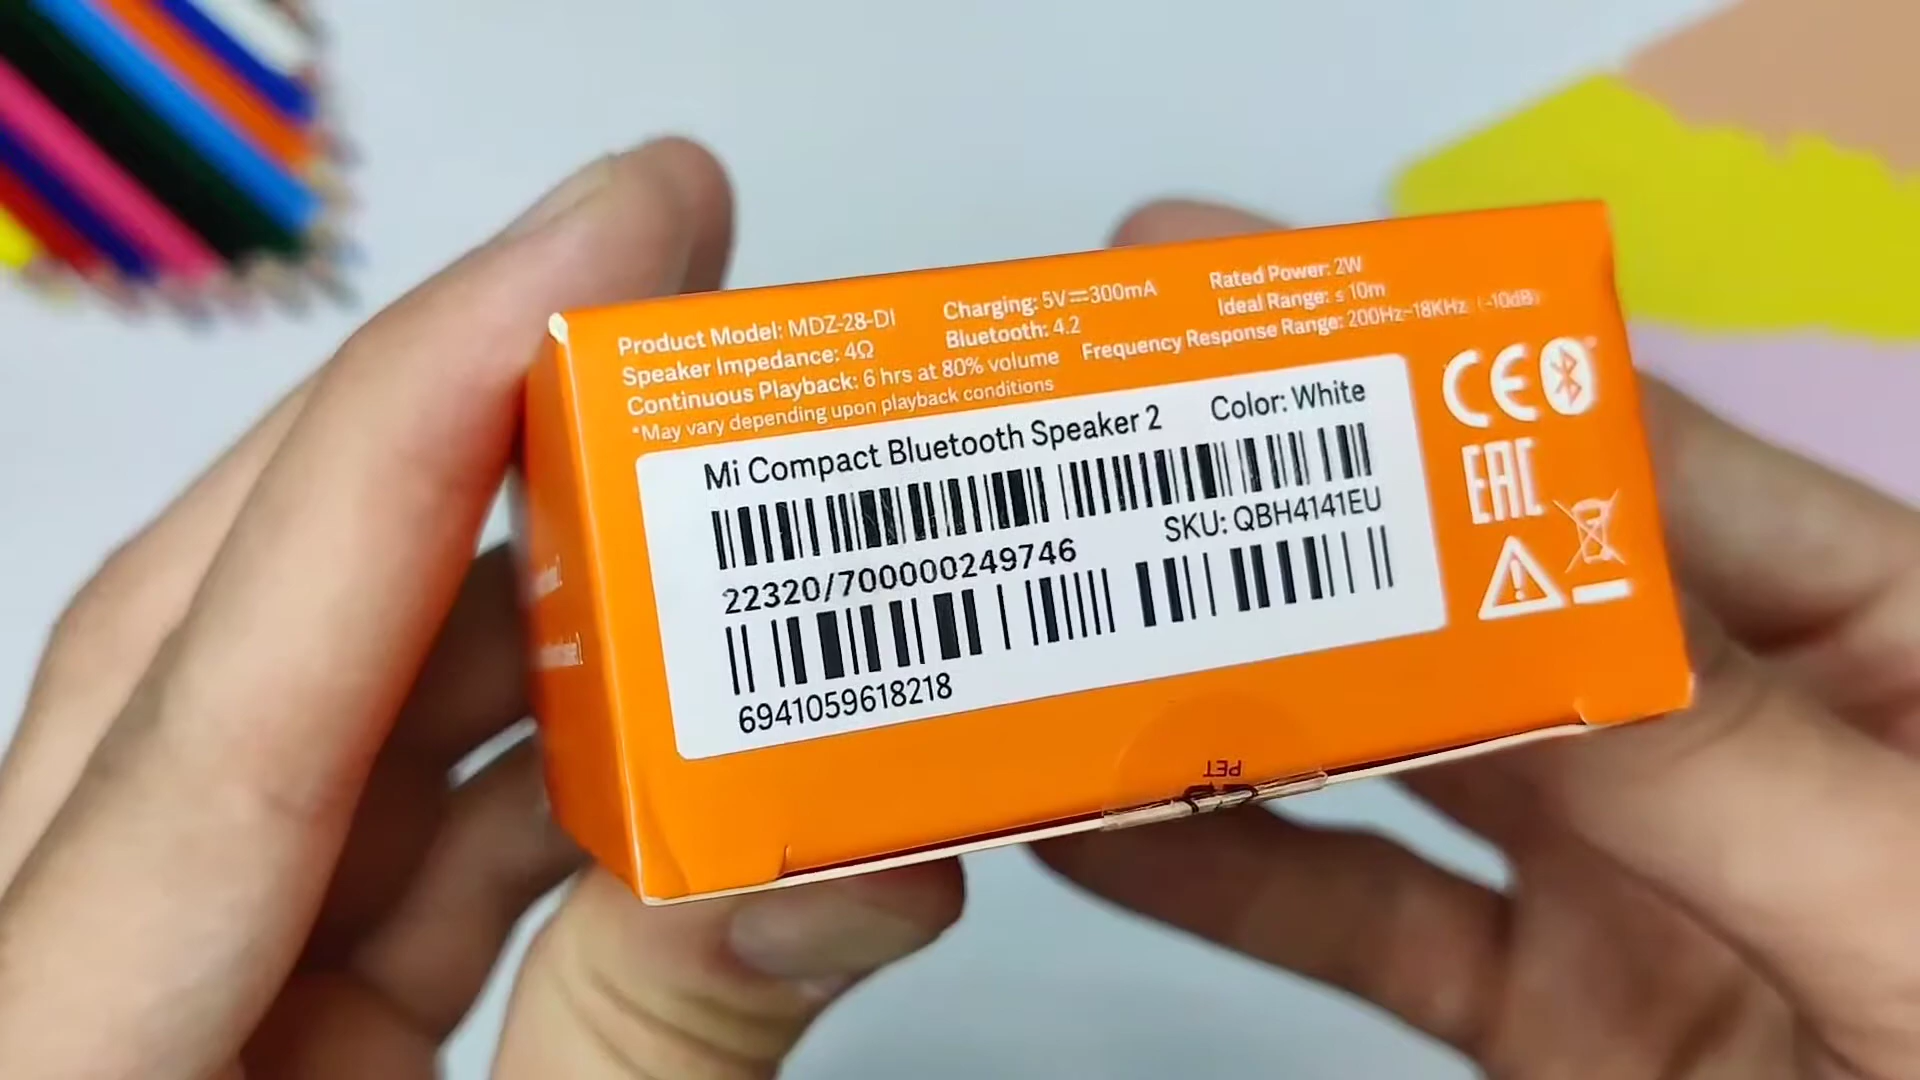 Product Model: MDZ-28-DI Charging: 5V⎓300mA Rated Power: 2W
Speaker Impedance: 4Ω Bluetooth: 4.2 Ideal Range: ≤ 10m
Continuous Playback: 6 hrs at 80% volume Frequency Response Range: 200Hz~18KHz (-10dB)
*May vary depending upon playback conditions
Mi Compact Bluetooth Speaker 2 Color: White
SKU: QBH4141EU
22320/700000249746
6941059618218
CE
EAC
PET